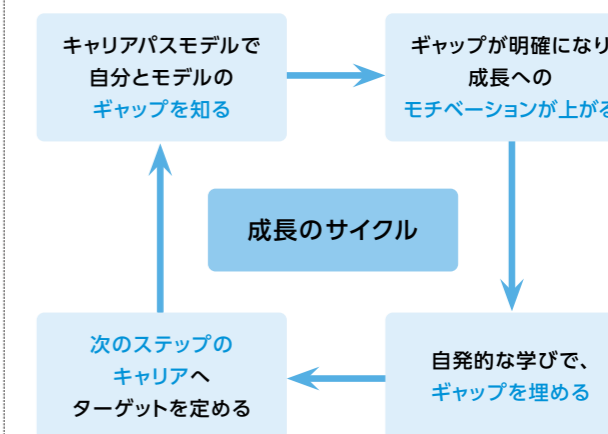 キャリアパスモデルで
自分とモデルの
ギャップを知る
ギャップが明確になり
成長への
モチベーションが上がる
成長のサイクル
次のステップの
キャリアへ
ターゲットを定める
自発的な学びで、
ギャップを埋める